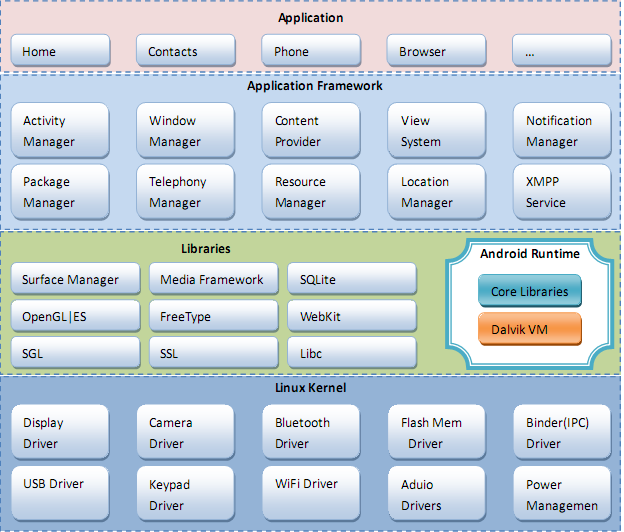 Application
Home
Contacts
Phone
Browser
...
Application Framework
Activity
Manager
Window
Manager
Content
Provider
View
System
Notification
Manager
Package
Manager
Telephony
Manager
Resource
Manager
Location
Manager
XMPP
Service
Libraries
Surface Manager
Media Framework
SQLite
OpenGL|ES
FreeType
WebKit
SGL
SSL
Libc
Android Runtime
Core Libraries
Dalvik VM
Linux Kernel
Display
Driver
Camera
Driver
Bluetooth
Driver
Flash Mem
Driver
Binder(IPC)
Driver
USB Driver
Keypad
Driver
WiFi Driver
Aduio
Drivers
Power
Managemen